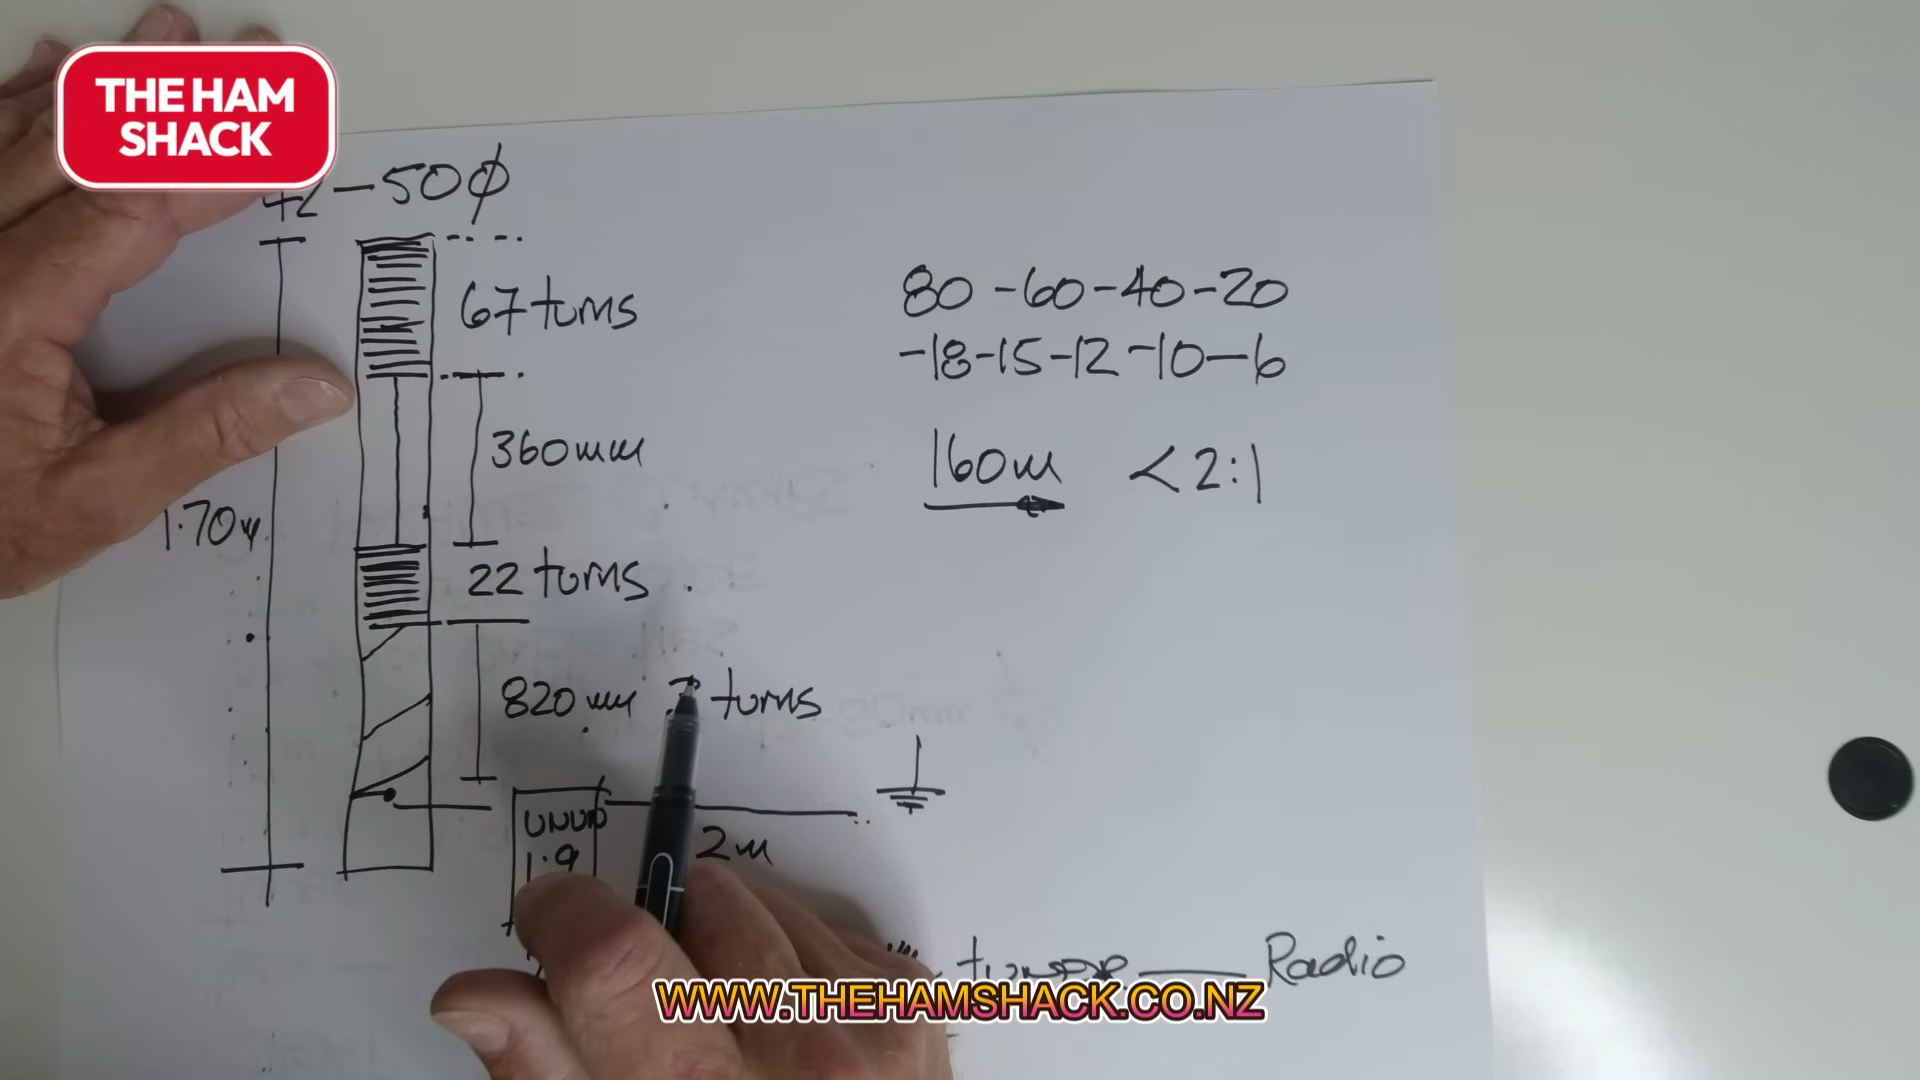 THE HAM
SHACK
42-50ϕ
67 turns
360mm
1.70m
22 turns
820mm 3 turns
UNUN
1.9
2m
80-60-40-20
-18-15-12-10-6
160m <2:1
tuner — Radio
WWW.THEHAMSHACK.CO.NZ